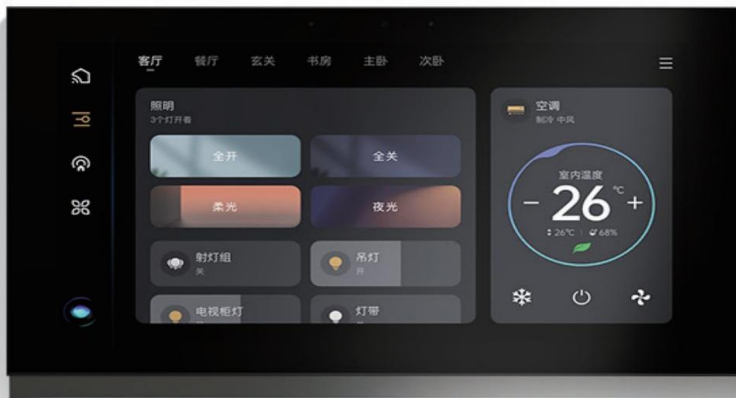 客厅 餐厅 玄关 书房 主卧 次卧
照明
3个灯开着
全开
全关
柔光
夜光
射灯组
关
吊灯
开
电视柜灯
灯带
空调
制冷 中风
室内温度
− 26 ℃ +
26℃ | 68%